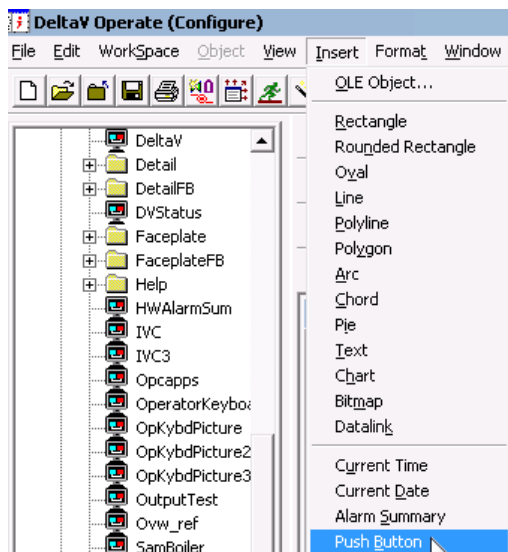 DeltaV Operate (Configure)
File Edit WorkSpace Object View Insert Format Window
DeltaV
Detail
DetailFB
DVStatus
Faceplate
FaceplateFB
Help
HWAlarmSum
IVC
IVC3
Opcapps
OperatorKeyboa
OpKybdPicture
OpKybdPicture2
OpKybdPicture3
OutputTest
Ovw_ref
SamBoiler
OLE Object...
Rectangle
Rounded Rectangle
Oval
Line
Polyline
Polygon
Arc
Chord
Pie
Text
Chart
Bitmap
Datalink
Current Time
Current Date
Alarm Summary
Push Button